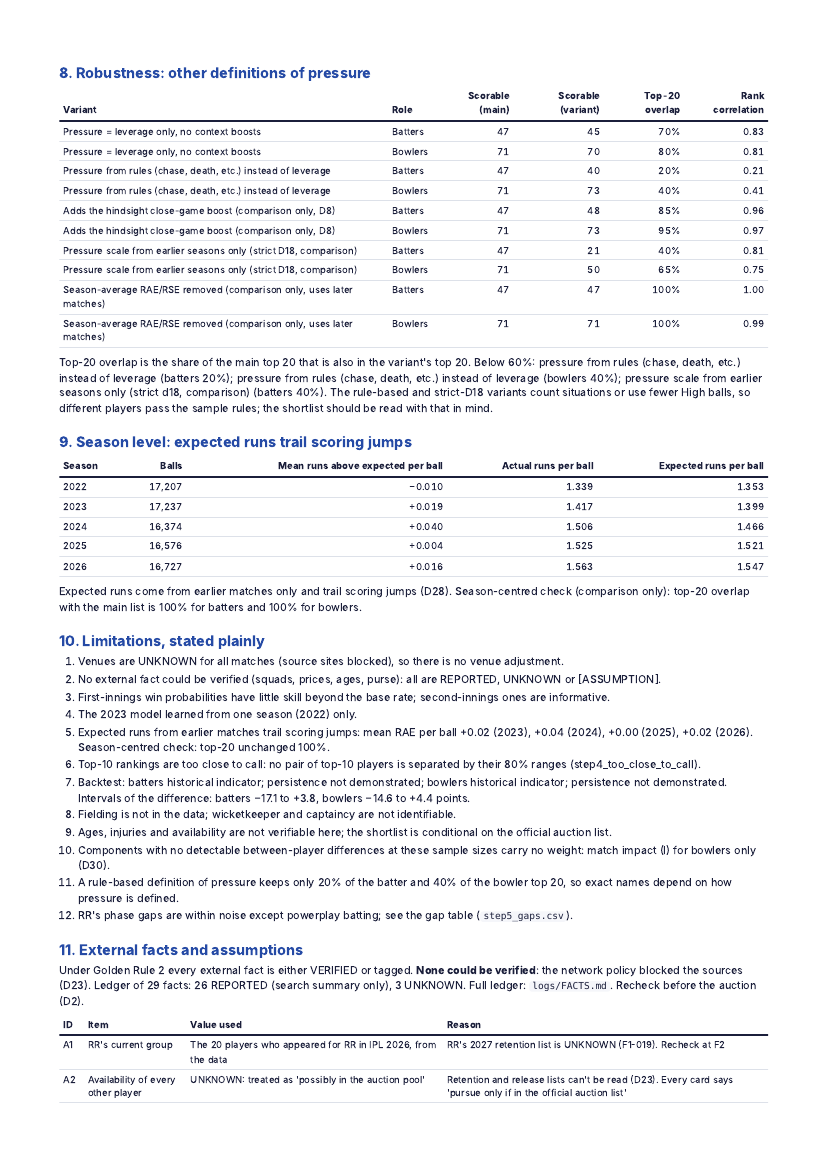 8. Robustness: other definitions of pressure
Variant Role Scorable (main) Scorable (variant) Top-20 overlap Rank correlation
Pressure = leverage only, no context boosts Batters 47 45 70% 0.83
Pressure = leverage only, no context boosts Bowlers 71 70 80% 0.81
Pressure from rules (chase, death, etc.) instead of leverage Batters 47 40 20% 0.21
Pressure from rules (chase, death, etc.) instead of leverage Bowlers 71 73 40% 0.41
Adds the hindsight close-game boost (comparison only, D8) Batters 47 48 85% 0.96
Adds the hindsight close-game boost (comparison only, D8) Bowlers 71 73 95% 0.97
Pressure scale from earlier seasons only (strict D18, comparison) Batters 47 21 40% 0.81
Pressure scale from earlier seasons only (strict D18, comparison) Bowlers 71 50 65% 0.75
Season-average RAE/RSE removed (comparison only, uses later Batters 47 47 100% 1.00
matches)
Season-average RAE/RSE removed (comparison only, uses later Bowlers 71 71 100% 0.99
matches)
Top-20 overlap is the share of the main top 20 that is also in the variant's top 20. Below 60%: pressure from rules (chase, death, etc.)
instead of leverage (batters 20%); pressure from rules (chase, death, etc.) instead of leverage (bowlers 40%); pressure scale from earlier
seasons only (strict d18, comparison) (batters 40%). The rule-based and strict-D18 variants count situations or use fewer High balls, so
different players pass the sample rules; the shortlist should be read with that in mind.
9. Season level: expected runs trail scoring jumps
Season Balls Mean runs above expected per ball Actual runs per ball Expected runs per ball
2022 17,207 −0.010 1.339 1.353
2023 17,237 +0.019 1.417 1.399
2024 16,374 +0.040 1.506 1.466
2025 16,576 +0.004 1.525 1.521
2026 16,727 +0.016 1.563 1.547
Expected runs come from earlier matches only and trail scoring jumps (D28). Season-centred check (comparison only): top-20 overlap
with the main list is 100% for batters and 100% for bowlers.
10. Limitations, stated plainly
1. Venues are UNKNOWN for all matches (source sites blocked), so there is no venue adjustment.
2. No external fact could be verified (squads, prices, ages, purse): all are REPORTED, UNKNOWN or [ASSUMPTION].
3. First-innings win probabilities have little skill beyond the base rate; second-innings ones are informative.
4. The 2023 model learned from one season (2022) only.
5. Expected runs from earlier matches trail scoring jumps: mean RAE per ball +0.02 (2023), +0.04 (2024), +0.00 (2025), +0.02 (2026).
Season-centred check: top-20 unchanged 100%.
6. Top-10 rankings are too close to call: no pair of top-10 players is separated by their 80% ranges (step4_too_close_to_call).
7. Backtest: batters historical indicator; persistence not demonstrated; bowlers historical indicator; persistence not demonstrated.
Intervals of the difference: batters −17.1 to +3.8, bowlers −14.6 to +4.4 points.
8. Fielding is not in the data; wicketkeeper and captaincy are not identifiable.
9. Ages, injuries and availability are not verifiable here; the shortlist is conditional on the official auction list.
10. Components with no detectable between-player differences at these sample sizes carry no weight: match impact (I) for bowlers only
(D30).
11. A rule-based definition of pressure keeps only 20% of the batter and 40% of the bowler top 20, so exact names depend on how
pressure is defined.
12. RR's phase gaps are within noise except powerplay batting; see the gap table ( step5_gaps.csv ).
11. External facts and assumptions
Under Golden Rule 2 every external fact is either VERIFIED or tagged. None could be verified: the network policy blocked the sources
(D23). Ledger of 29 facts: 26 REPORTED (search summary only), 3 UNKNOWN. Full ledger: logs/FACTS.md . Recheck before the auction
(D2).
ID Item Value used Reason
A1 RR's current group The 20 players who appeared for RR in IPL 2026, from RR's 2027 retention list is UNKNOWN (F1-019). Recheck at F2
the data
A2 Availability of every UNKNOWN: treated as 'possibly in the auction pool' Retention and release lists can't be read (D23). Every card says
other player 'pursue only if in the official auction list'